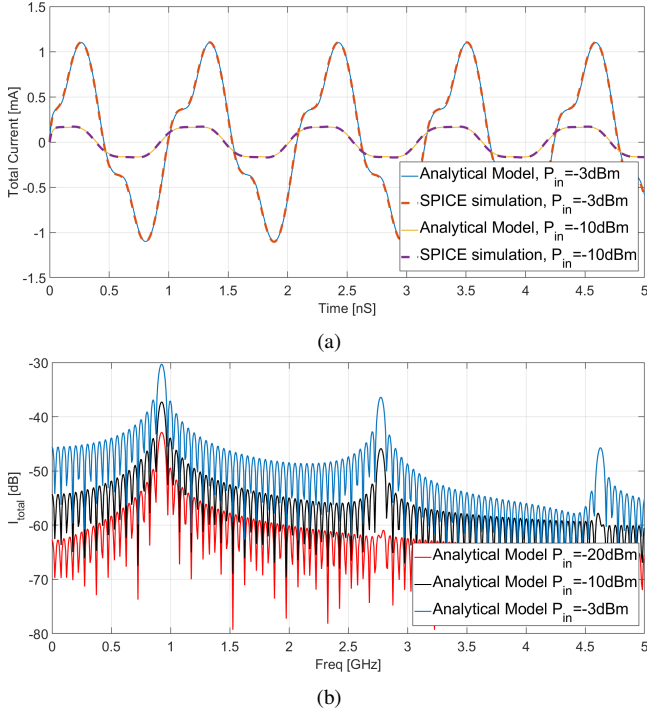 1.5
1
0.5
0
-0.5
-1
-1.5
Total Current [mA]
0 0.5 1 1.5 2 2.5 3 3.5 4 4.5 5
Time [nS]
Analytical Model, P_in=-3dBm
SPICE simulation, P_in=-3dBm
Analytical Model, P_in=-10dBm
SPICE simulation, P_in=-10dBm
(a)
-30
-40
-50
-60
-70
-80
I_total [dB]
0 0.5 1 1.5 2 2.5 3 3.5 4 4.5 5
Freq [GHz]
Analytical Model P_in=-20dBm
Analytical Model P_in=-10dBm
Analytical Model P_in=-3dBm
(b)